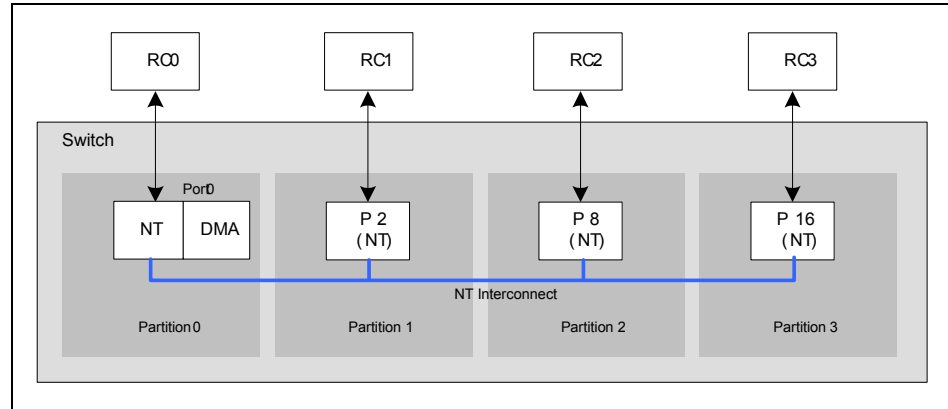 RC0
RC1
RC2
RC3
Switch
Port0
NT
DMA
P 2
( NT)
P 8
( NT)
P 16
( NT)
NT Interconnect
Partition 0
Partition 1
Partition 2
Partition 3